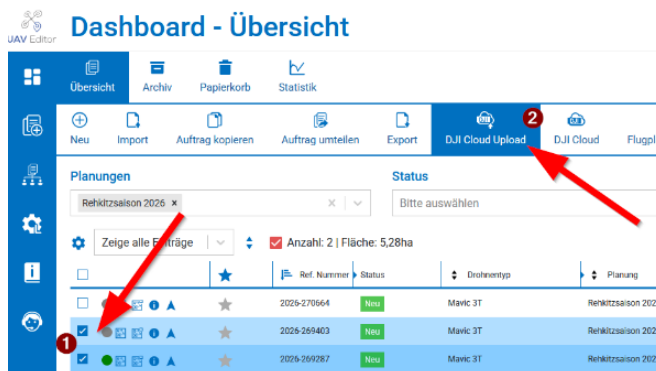 UAV Editor
Dashboard - Übersicht
Übersicht Archiv Papierkorb Statistik
Neu Import Auftrag kopieren Auftrag umteilen Export DJI Cloud Upload 2 DJI Cloud Flugpl
Planungen Status
Rehkitzsaison 2026 x x Bitte auswählen
Zeige alle Einträge Anzahl: 2 | Fläche: 5,28ha
Ref. Nummer Status Drohnentyp Planung
2026-270664 Neu Mavic 3T Rehkitzsaison 202
1 2026-269403 Neu Mavic 3T Rehkitzsaison 202
2026-269287 Neu Mavic 3T Rehkitzsaison 202